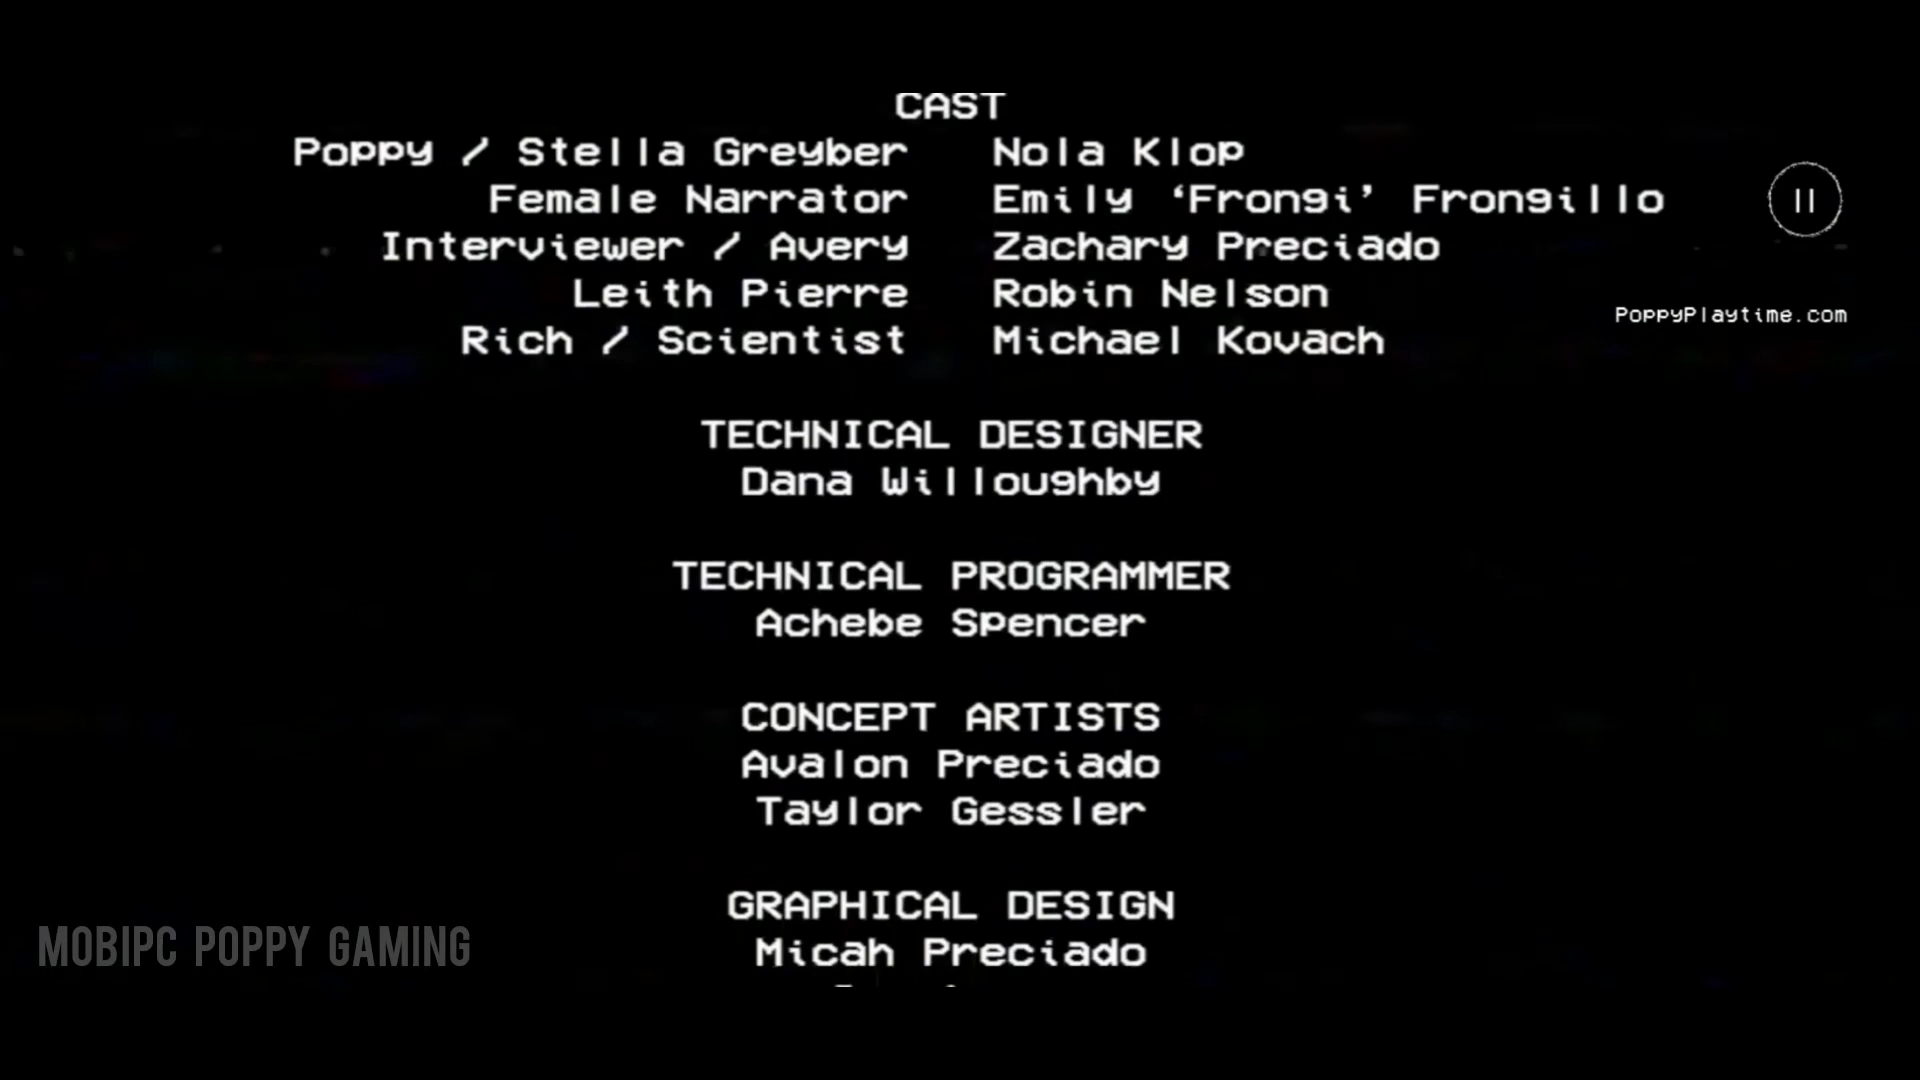 CAST
Poppy / Stella Greyber Nola Klop
Female Narrator Emily ‘Frongi’ Frongillo
Interviewer / Avery Zachary Preciado
Leith Pierre Robin Nelson
Rich / Scientist Michael Kovach
PoppyPlaytime.com
TECHNICAL DESIGNER
Dana Willoughby
TECHNICAL PROGRAMMER
Achebe Spencer
CONCEPT ARTISTS
Avalon Preciado
Taylor Gessler
GRAPHICAL DESIGN
Micah Preciado
MOBIPC POPPY GAMING